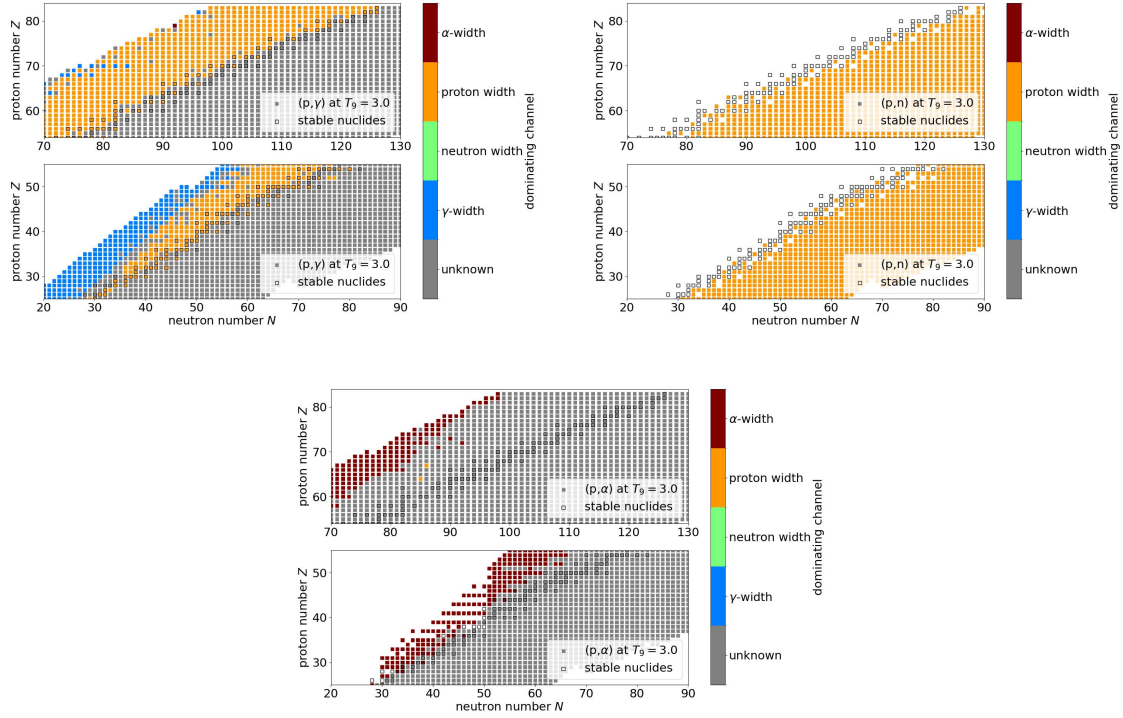 proton number Z
80
70
60
70 80 90 100 110 120 130
(p,γ) at T₉ = 3.0
stable nuclides
proton number Z
50
40
30
20 30 40 50 60 70 80 90
neutron number N
(p,γ) at T₉ = 3.0
stable nuclides
α-width
proton width
neutron width
γ-width
unknown
dominating channel
proton number Z
80
70
60
70 80 90 100 110 120 130
(p,n) at T₉ = 3.0
stable nuclides
proton number Z
50
40
30
20 30 40 50 60 70 80 90
neutron number N
(p,n) at T₉ = 3.0
stable nuclides
α-width
proton width
neutron width
γ-width
unknown
dominating channel
proton number Z
80
70
60
70 80 90 100 110 120 130
(p,α) at T₉ = 3.0
stable nuclides
proton number Z
50
40
30
20 30 40 50 60 70 80 90
neutron number N
(p,α) at T₉ = 3.0
stable nuclides
α-width
proton width
neutron width
γ-width
unknown
dominating channel